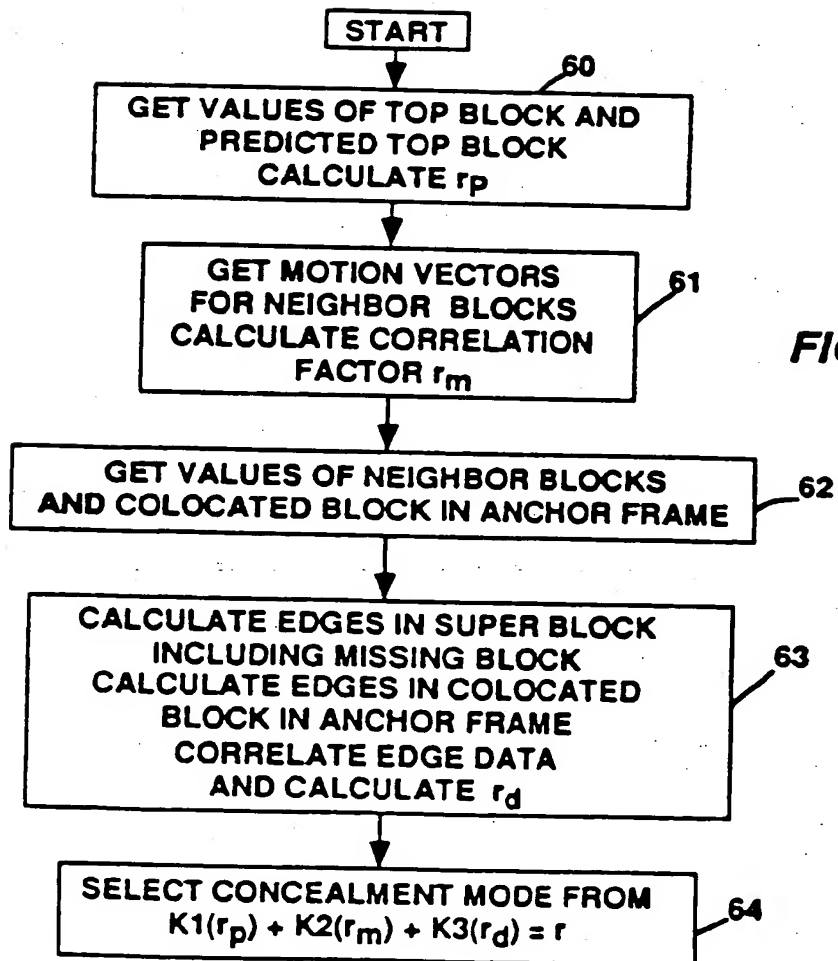 START
60
GET VALUES OF TOP BLOCK AND
PREDICTED TOP BLOCK
CALCULATE rp
GET MOTION VECTORS
FOR NEIGHBOR BLOCKS
CALCULATE CORRELATION
FACTOR rm
61
GET VALUES OF NEIGHBOR BLOCKS
AND COLOCATED BLOCK IN ANCHOR FRAME
62
CALCULATE EDGES IN SUPER BLOCK
INCLUDING MISSING BLOCK
CALCULATE EDGES IN COLOCATED
BLOCK IN ANCHOR FRAME
CORRELATE EDGE DATA
AND CALCULATE rd
63
SELECT CONCEALMENT MODE FROM
K1(rp) + K2(rm) + K3(rd) = r
64